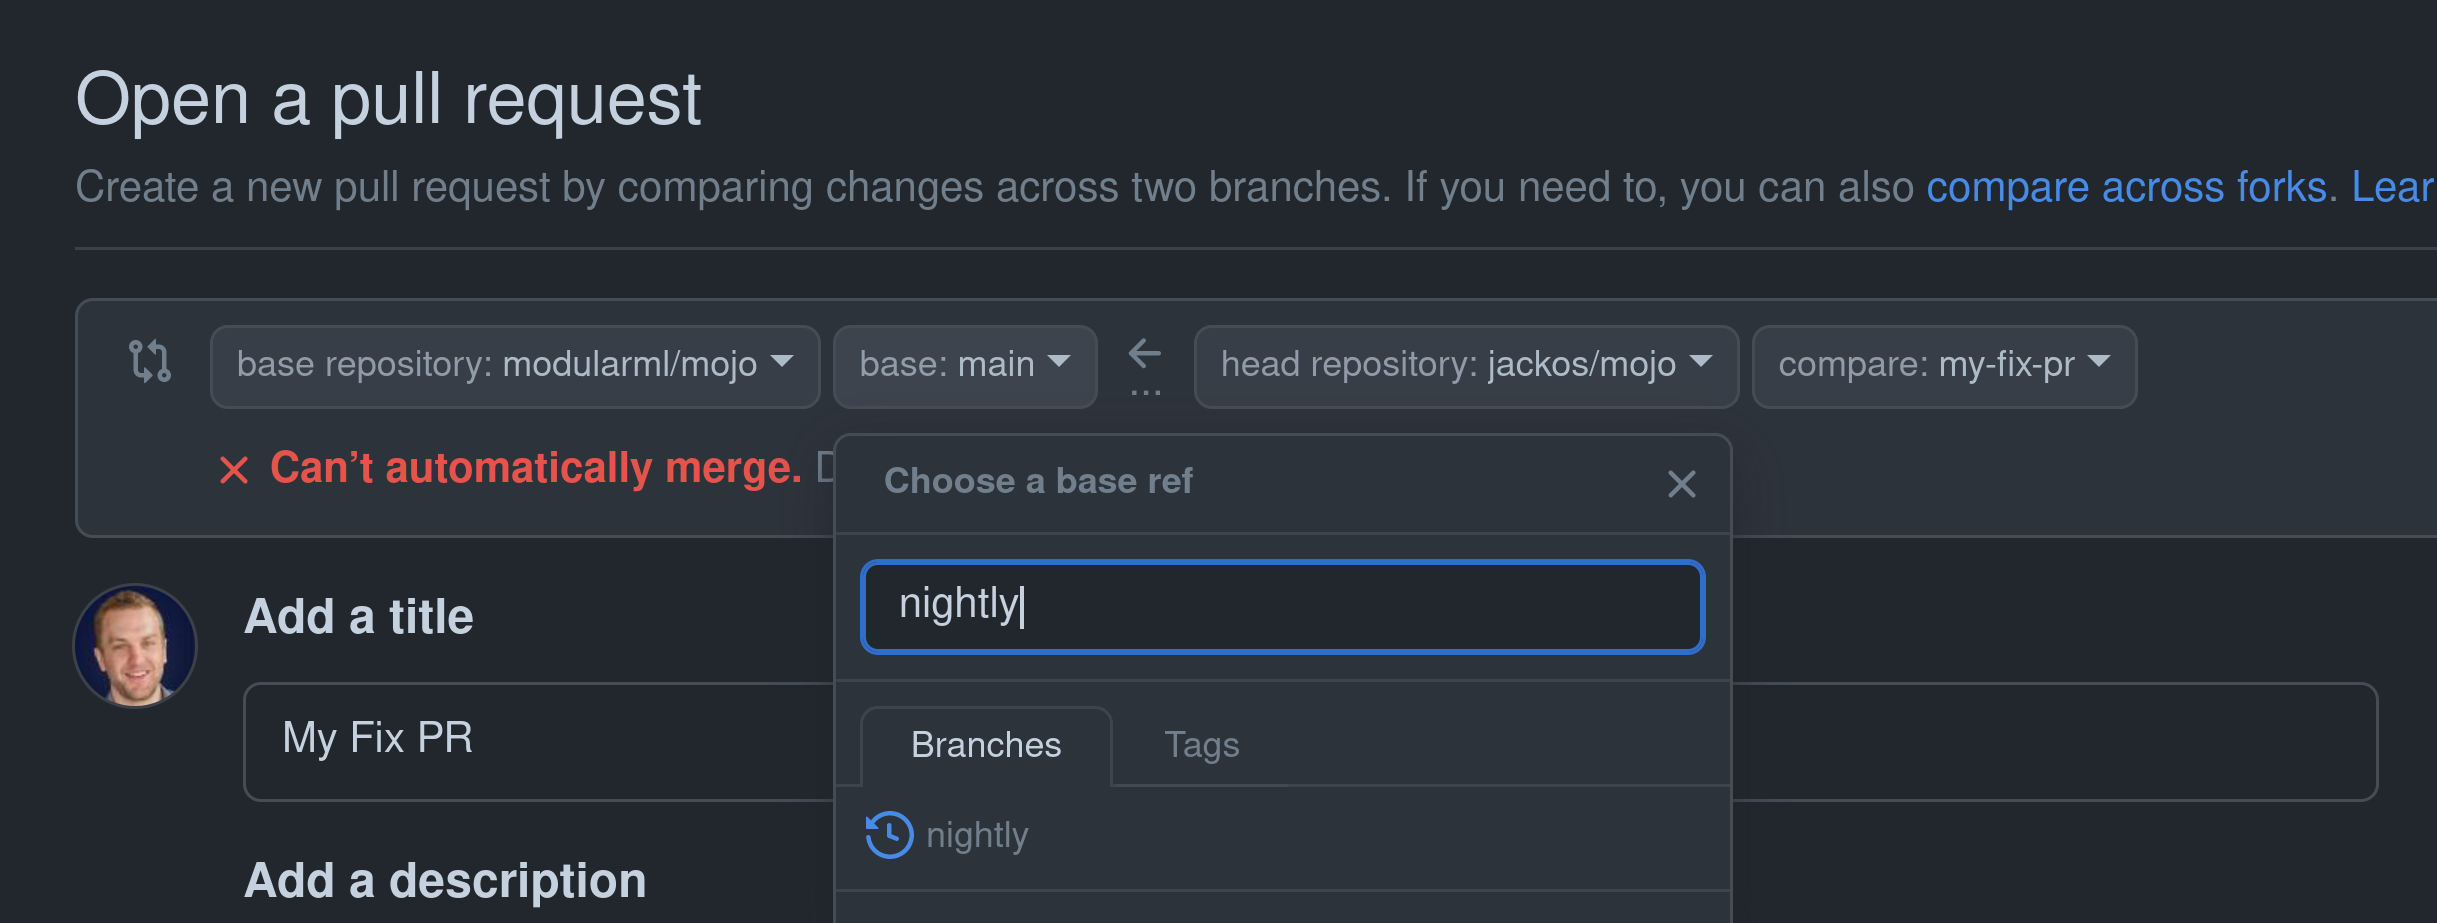 Open a pull request
Create a new pull request by comparing changes across two branches. If you need to, you can also compare across forks. Lear
base repository: modularml/mojo base: main ← ... head repository: jackos/mojo compare: my-fix-pr
Can't automatically merge. D
Choose a base ref
nightly
Add a title
My Fix PR
Branches Tags
nightly
Add a description